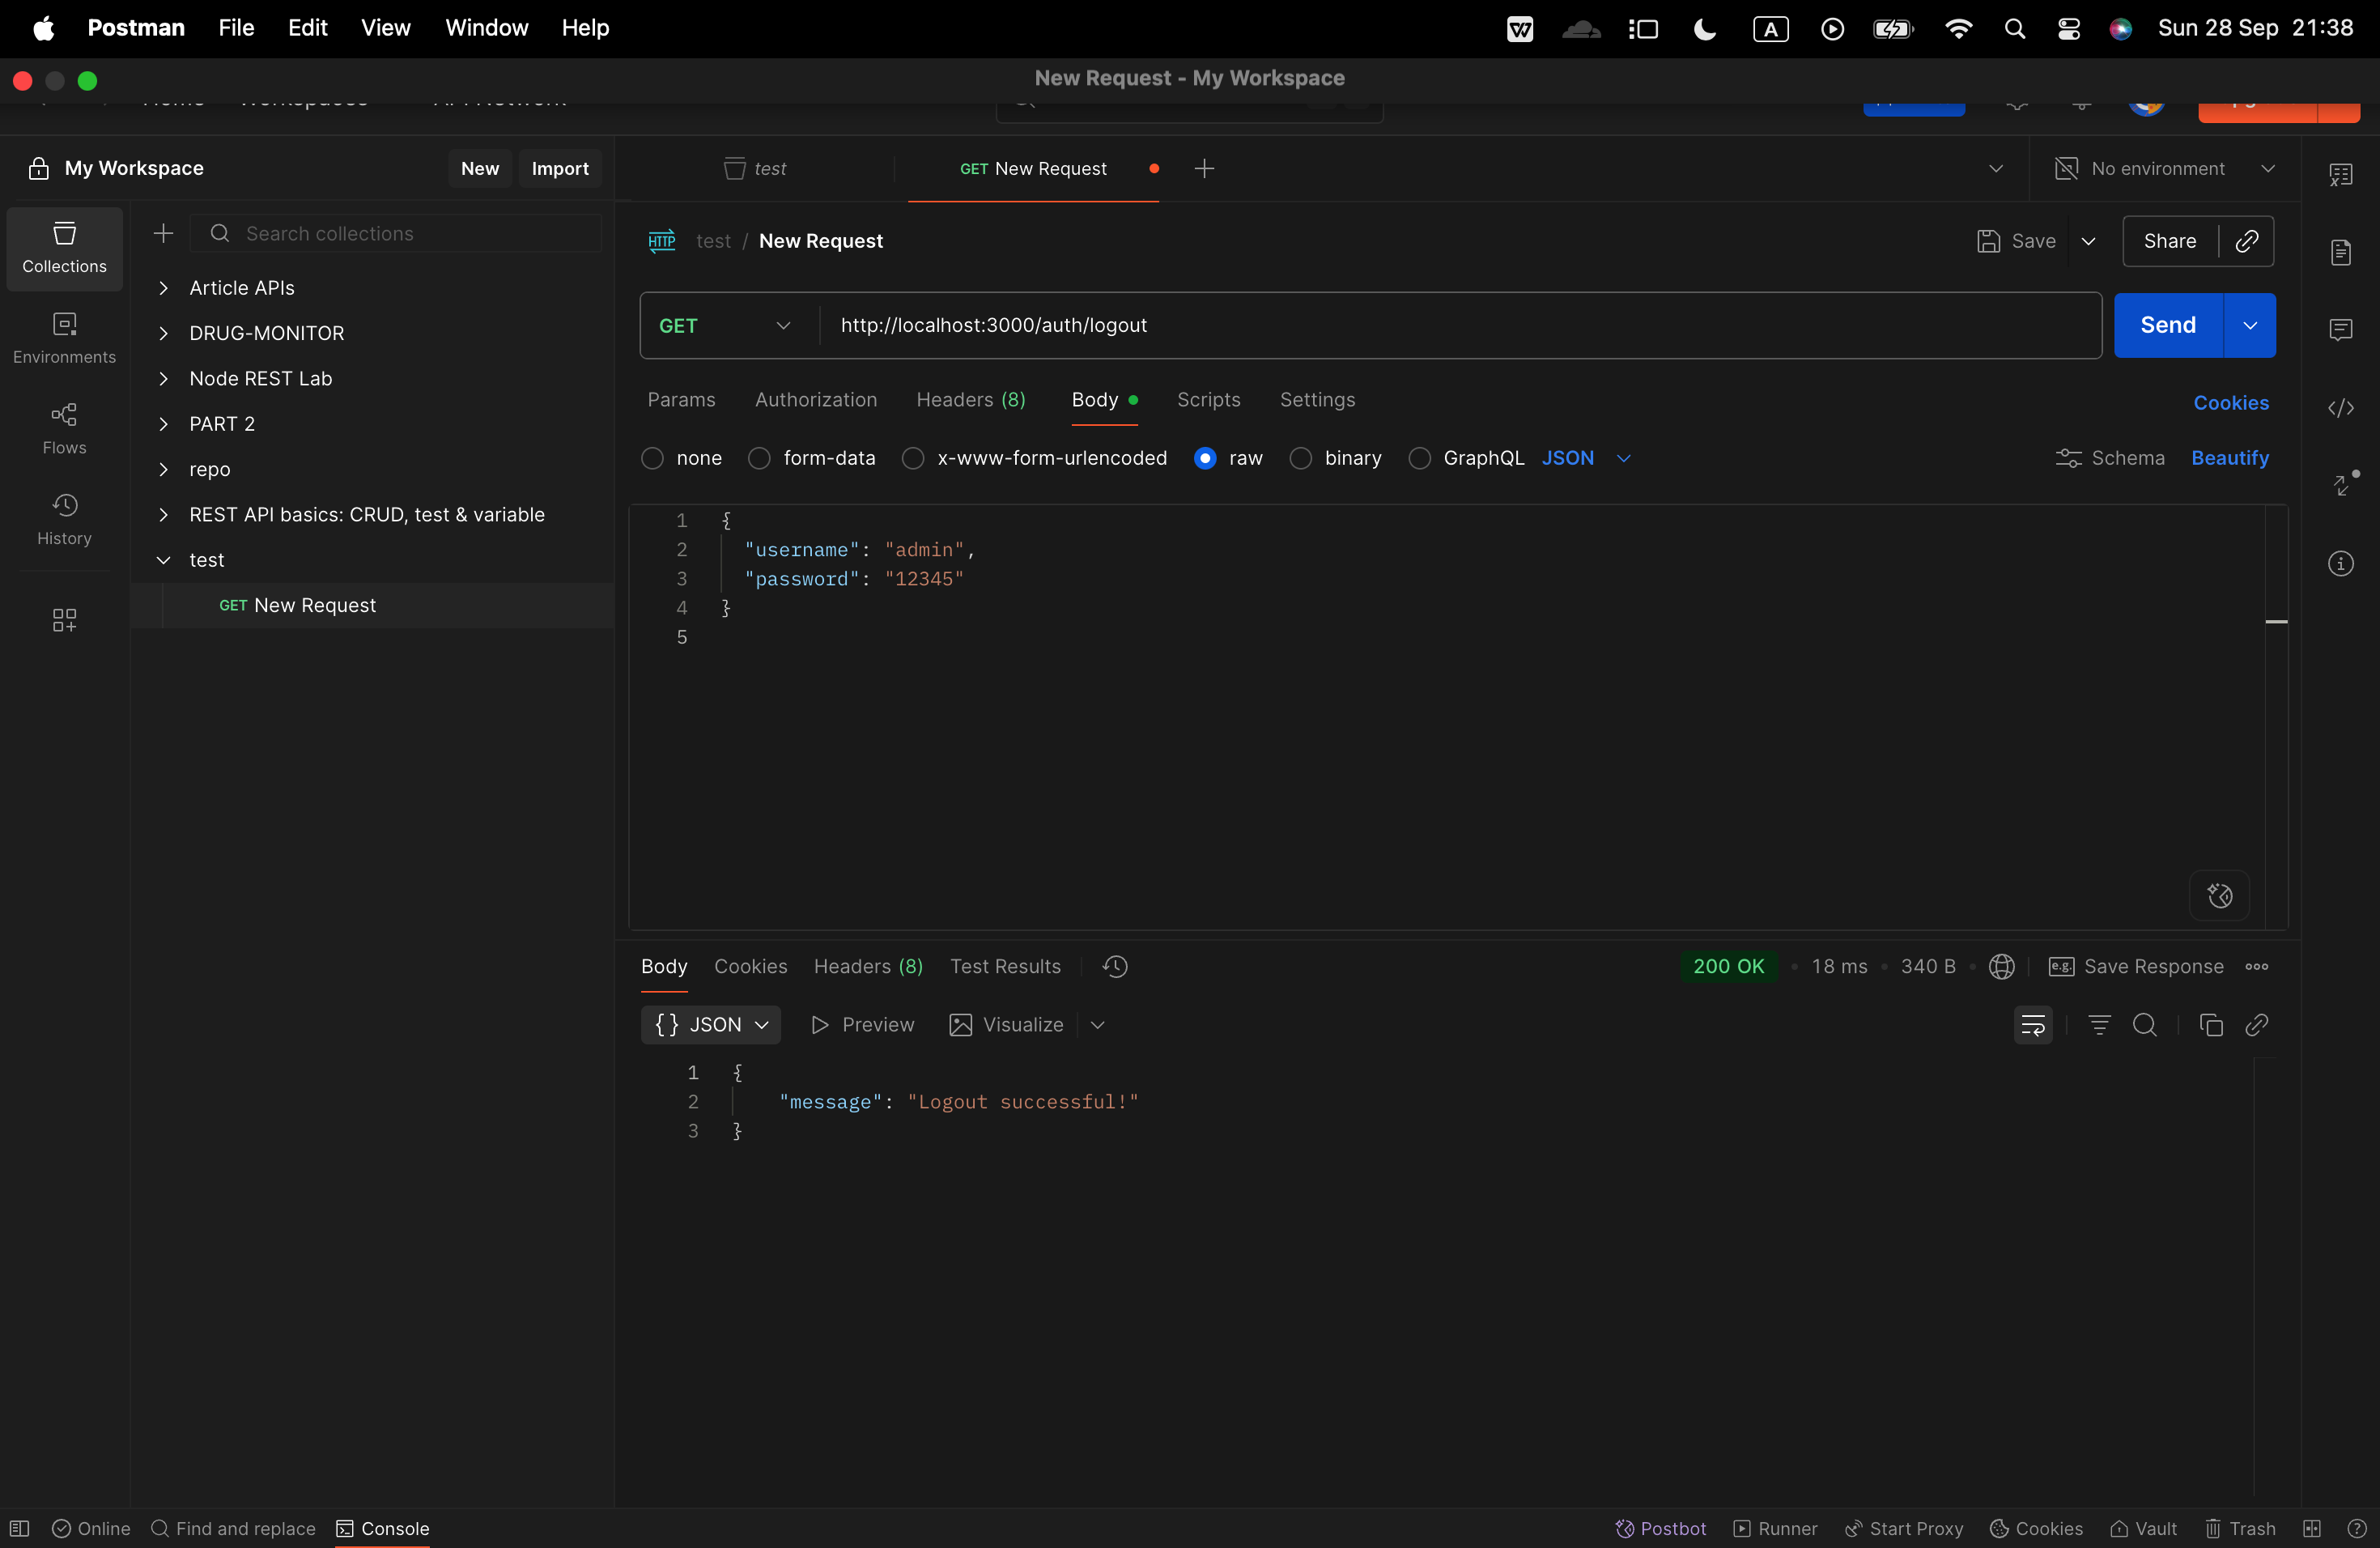 Postman File Edit View Window Help
A
Sun 28 Sep 21:38
New Request - My Workspace
My Workspace
New
Import
test
GET New Request
No environment
Collections
Environments
Flows
History
Search collections
Article APIs
DRUG-MONITOR
Node REST Lab
PART 2
repo
REST API basics: CRUD, test & variable
test
GET New Request
HTTP test / New Request
Save
Share
GET
http://localhost:3000/auth/logout
Send
Params Authorization Headers (8) Body Scripts Settings
Cookies
none form-data x-www-form-urlencoded raw binary GraphQL JSON
Schema Beautify
1 {
2 "username": "admin",
3 "password": "12345"
4 }
5
Body Cookies Headers (8) Test Results
200 OK • 18 ms • 340 B •
e.g. Save Response
{} JSON Preview Visualize
1 {
2 "message": "Logout successful!"
3 }
Online Find and replace Console
Postbot Runner Start Proxy Cookies Vault Trash